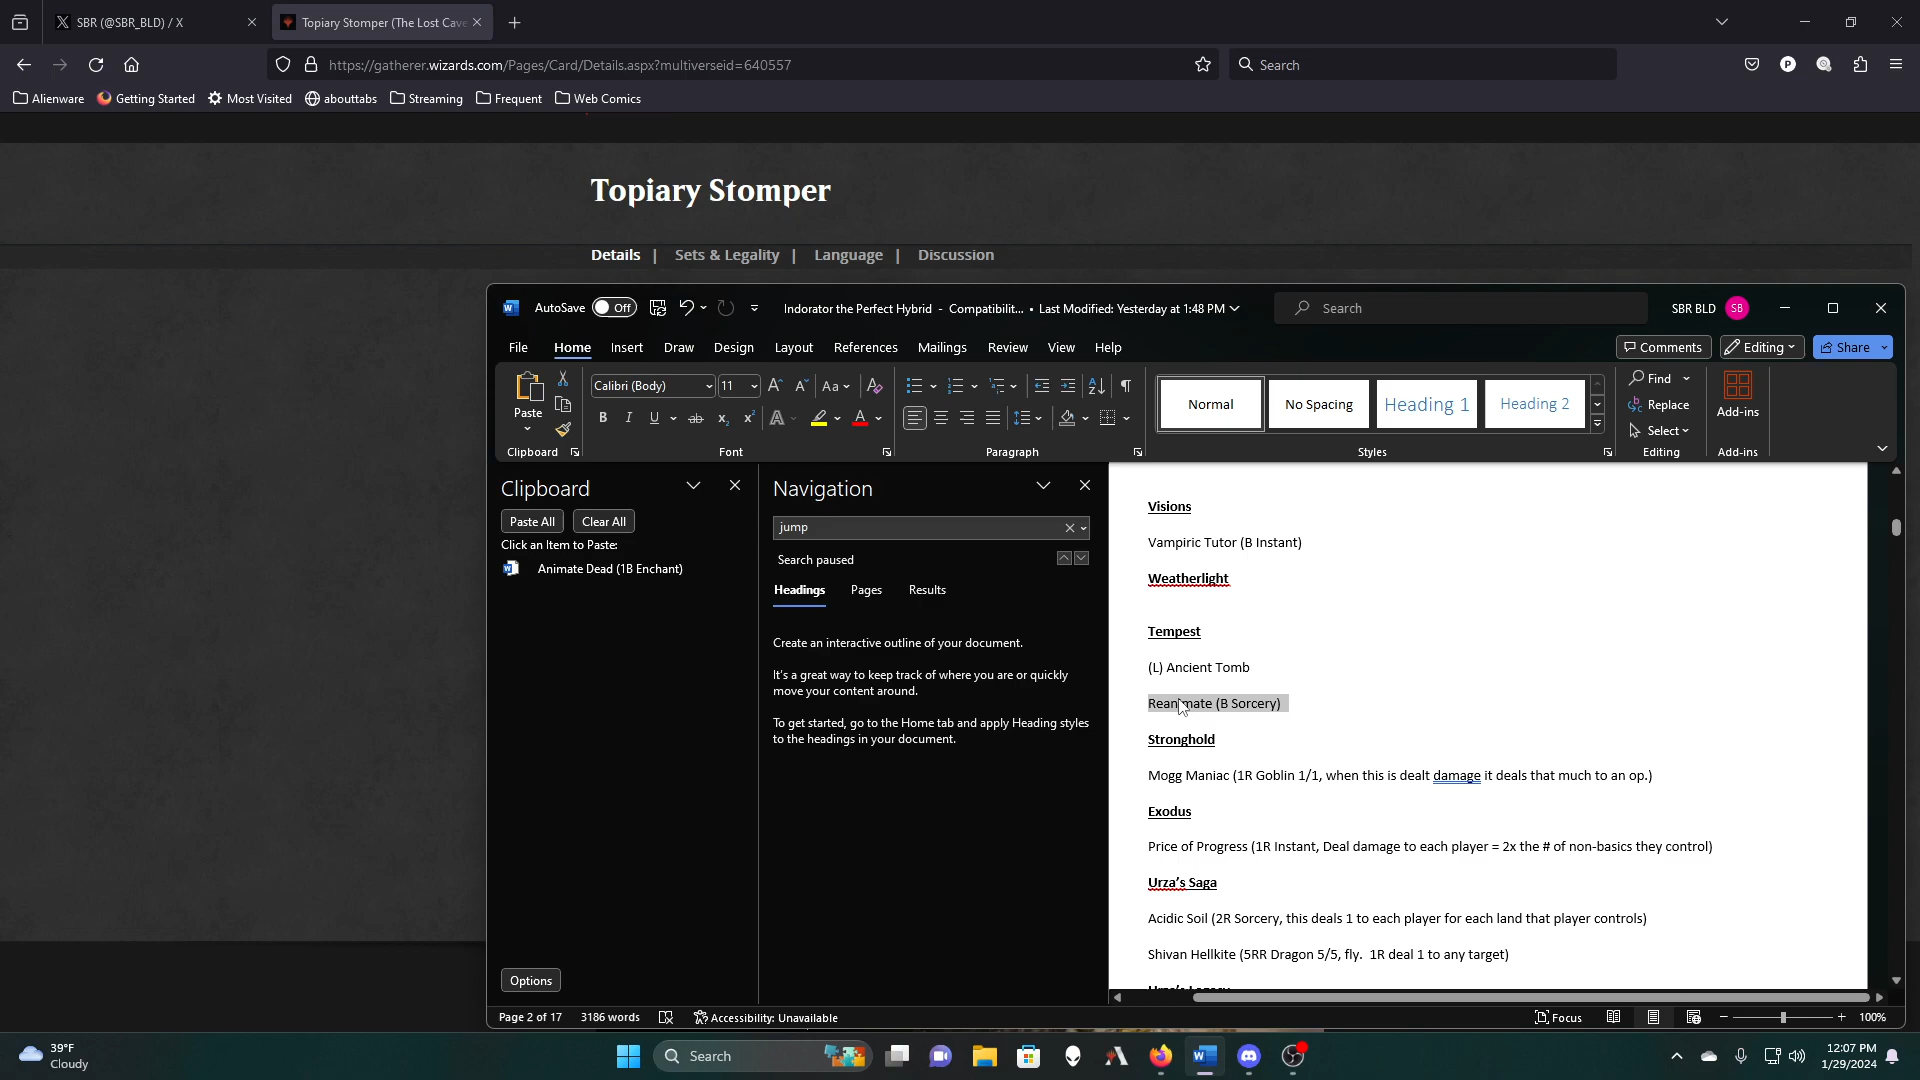 SBR (@SBR_BLD) / X
Topiary Stomper (The Lost Cave
https://gatherer.wizards.com/Pages/Card/Details.aspx?multiverseid=640557
Search
Alienware
Getting Started
Most Visited
abouttabs
Streaming
Frequent
Web Comics
Topiary Stomper
Details | Sets & Legality | Language | Discussion
AutoSave Off
Indorator the Perfect Hybrid - Compatibilit... • Last Modified: Yesterday at 1:48 PM
Search
SBR BLD SB
File Home Insert Draw Design Layout References Mailings Review View Help
Comments Editing Share
Paste
Calibri (Body) 11
Normal
No Spacing
Heading 1
Heading 2
Find
Replace
Select
Add-ins
Clipboard Font Paragraph Styles Editing Add-ins
Clipboard
Paste All Clear All
Click an Item to Paste:
Animate Dead (1B Enchant)
Options
Navigation
jump
Search paused
Headings Pages Results
Create an interactive outline of your document.
It's a great way to keep track of where you are or quickly
move your content around.
To get started, go to the Home tab and apply Heading styles
to the headings in your document.
Visions
Vampiric Tutor (B Instant)
Weatherlight
Tempest
(L) Ancient Tomb
Reanimate (B Sorcery)
Stronghold
Mogg Maniac (1R Goblin 1/1, when this is dealt damage it deals that much to an op.)
Exodus
Price of Progress (1R Instant, Deal damage to each player = 2x the # of non-basics they control)
Urza's Saga
Acidic Soil (2R Sorcery, this deals 1 to each player for each land that player controls)
Shivan Hellkite (5RR Dragon 5/5, fly. 1R deal 1 to any target)
Urza's Legacy
Page 2 of 17 3186 words Accessibility: Unavailable
Focus
100%
39°F
Cloudy
Search
12:07 PM
1/29/2024